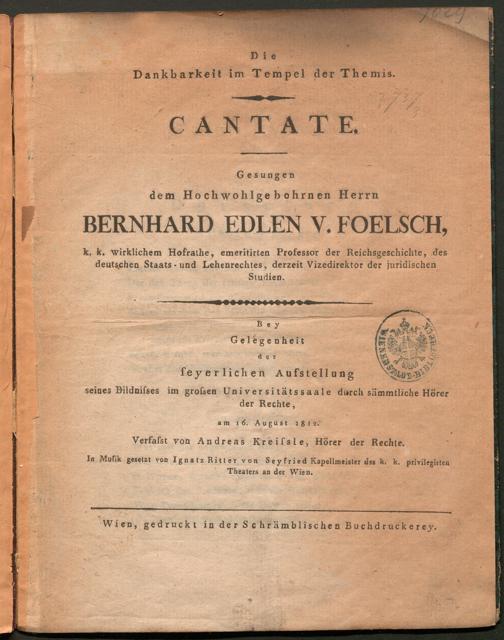 Die
Dankbarkeit im Tempel der Themis.
CANTATE.
Gesungen
dem Hochwohlgebohrnen Herrn
BERNHARD EDLEN V. FOELSCH,
k. k. wirklichem Hofrathe, emeritirten Professor der Reichsgeschichte, des
deutschen Staats- und Lehenrechtes, derzeit Vizedirektor der juridischen
Studien.
Bey
Gelegenheit
der
feyerlichen Aufstellung
seines Bildnisses im grosen Universitätssaale durch sämmtliche Hörer
der Rechte,
am 16. August 1812.
Verfasst von Andreas Kreissle, Hörer der Rechte.
In Musik gesetzt von Ignatz Ritter von Seyfried Kapellmeister des k. k. privilegirten
Theaters an der Wien.
Wien, gedruckt in der Schrämblischen Buchdruckerey.